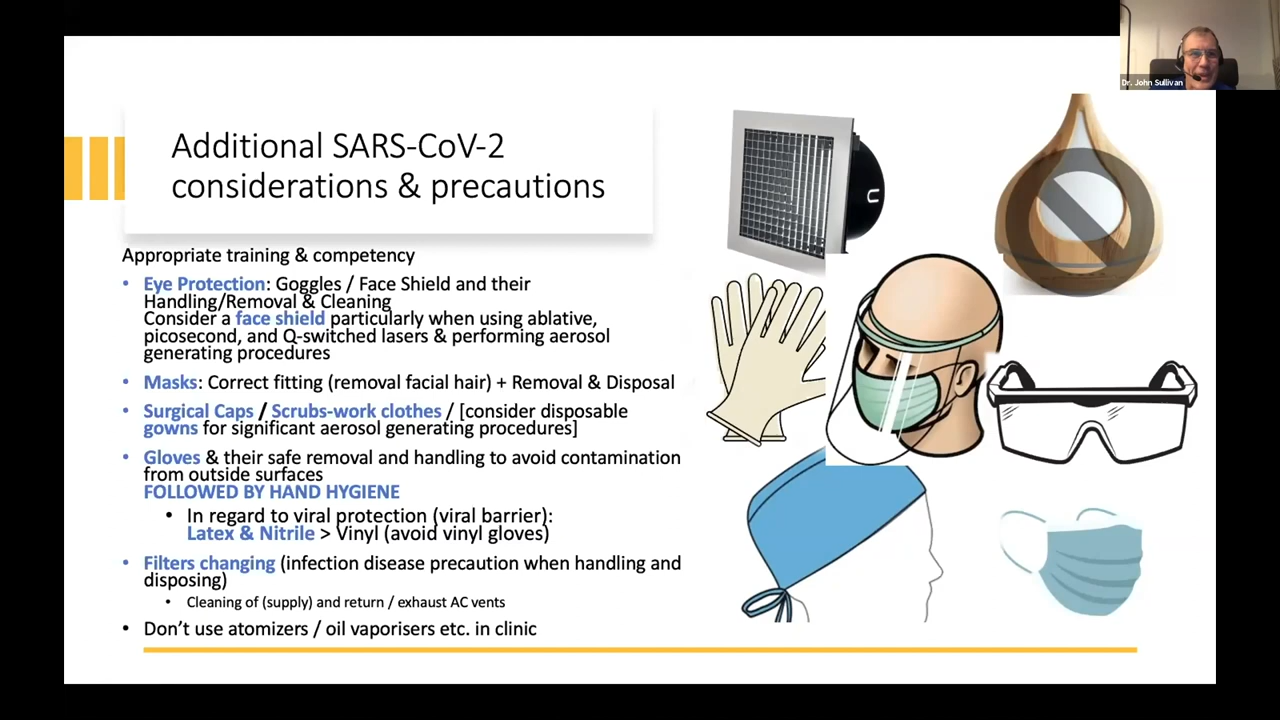 Dr. John Sullivan
Additional SARS-CoV-2
considerations & precautions
Appropriate training & competency
• Eye Protection: Goggles / Face Shield and their
Handling/Removal & Cleaning
Consider a face shield particularly when using ablative,
picosecond, and Q-switched lasers & performing aerosol
generating procedures
• Masks: Correct fitting (removal facial hair) + Removal & Disposal
• Surgical Caps / Scrubs-work clothes / [consider disposable
gowns for significant aerosol generating procedures]
• Gloves & their safe removal and handling to avoid contamination
from outside surfaces
FOLLOWED BY HAND HYGIENE
• In regard to viral protection (viral barrier):
Latex & Nitrile > Vinyl (avoid vinyl gloves)
• Filters changing (infection disease precaution when handling and
disposing)
• Cleaning of (supply) and return / exhaust AC vents
• Don’t use atomizers / oil vaporisers etc. in clinic